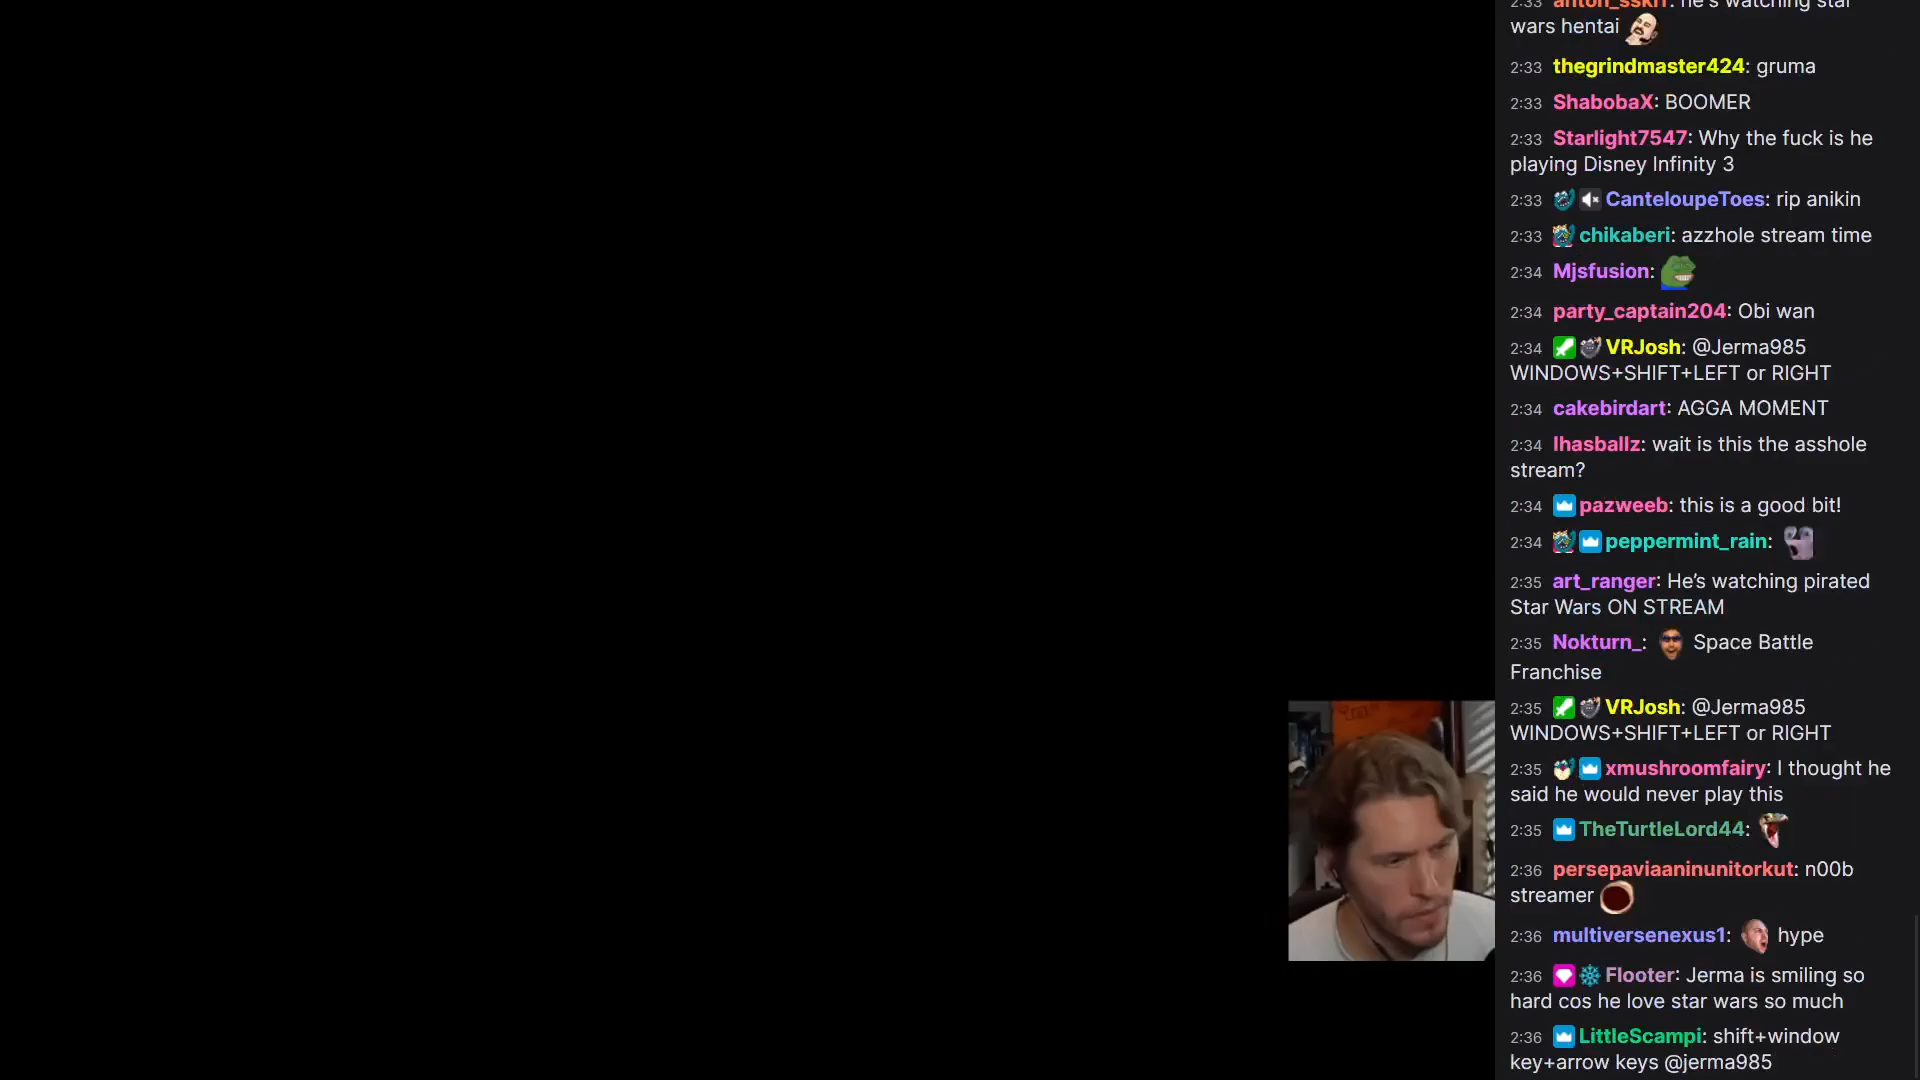 2:33 anton_sskrr: he's watching star
wars hentai
2:33 thegrindmaster424: gruma
2:33 ShabobaX: BOOMER
2:33 Starlight7547: Why the fuck is he
playing Disney Infinity 3
2:33 CanteloupeToes: rip anikin
2:33 chikaberi: azzhole stream time
2:34 Mjsfusion:
2:34 party_captain204: Obi wan
2:34 VRJosh: @Jerma985
WINDOWS+SHIFT+LEFT or RIGHT
2:34 cakebirdart: AGGA MOMENT
2:34 lhasballz: wait is this the asshole
stream?
2:34 pazweeb: this is a good bit!
2:34 peppermint_rain:
2:35 art_ranger: He's watching pirated
Star Wars ON STREAM
2:35 Nokturn_: Space Battle
Franchise
2:35 VRJosh: @Jerma985
WINDOWS+SHIFT+LEFT or RIGHT
2:35 xmushroomfairy: I thought he
said he would never play this
2:35 TheTurtleLord44:
2:36 persepaviaaninunitorkut: n00b
streamer
2:36 multiversenexus1: hype
2:36 Flooter: Jerma is smiling so
hard cos he love star wars so much
2:36 LittleScampi: shift+window
key+arrow keys @jerma985